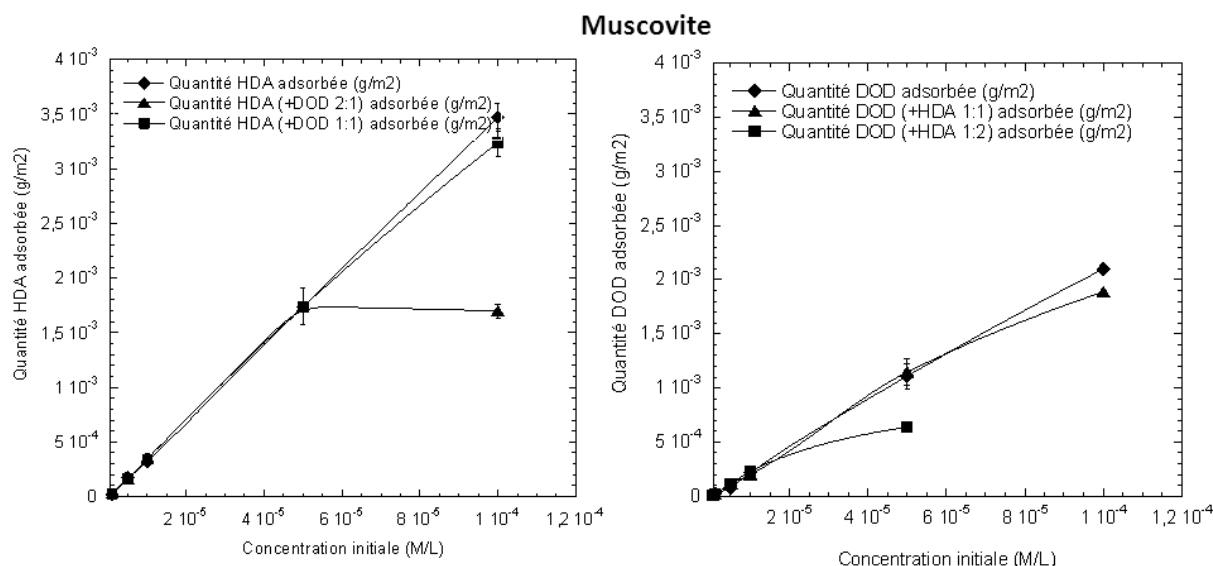 Muscovite
4 10-3
3,5 10-3
3 10-3
2,5 10-3
2 10-3
1,5 10-3
1 10-3
5 10-4
0
Quantité HDA adsorbée (g/m2)
Quantité HDA adsorbée (g/m2)
Quantité HDA (+DOD 2:1) adsorbée (g/m2)
Quantité HDA (+DOD 1:1) adsorbée (g/m2)
2 10-5
4 10-5
6 10-5
8 10-5
1 10-4
1,2 10-4
Concentration initiale (M/L)
4 10-3
3,5 10-3
3 10-3
2,5 10-3
2 10-3
1,5 10-3
1 10-3
5 10-4
0
Quantité DOD adsorbée (g/m2)
Quantité DOD adsorbée (g/m2)
Quantité DOD (+HDA 1:1) adsorbée (g/m2)
Quantité DOD (+HDA 1:2) adsorbée (g/m2)
2 10-5
4 10-5
6 10-5
8 10-5
1 10-4
1,2 10-4
Concentration initiale (M/L)